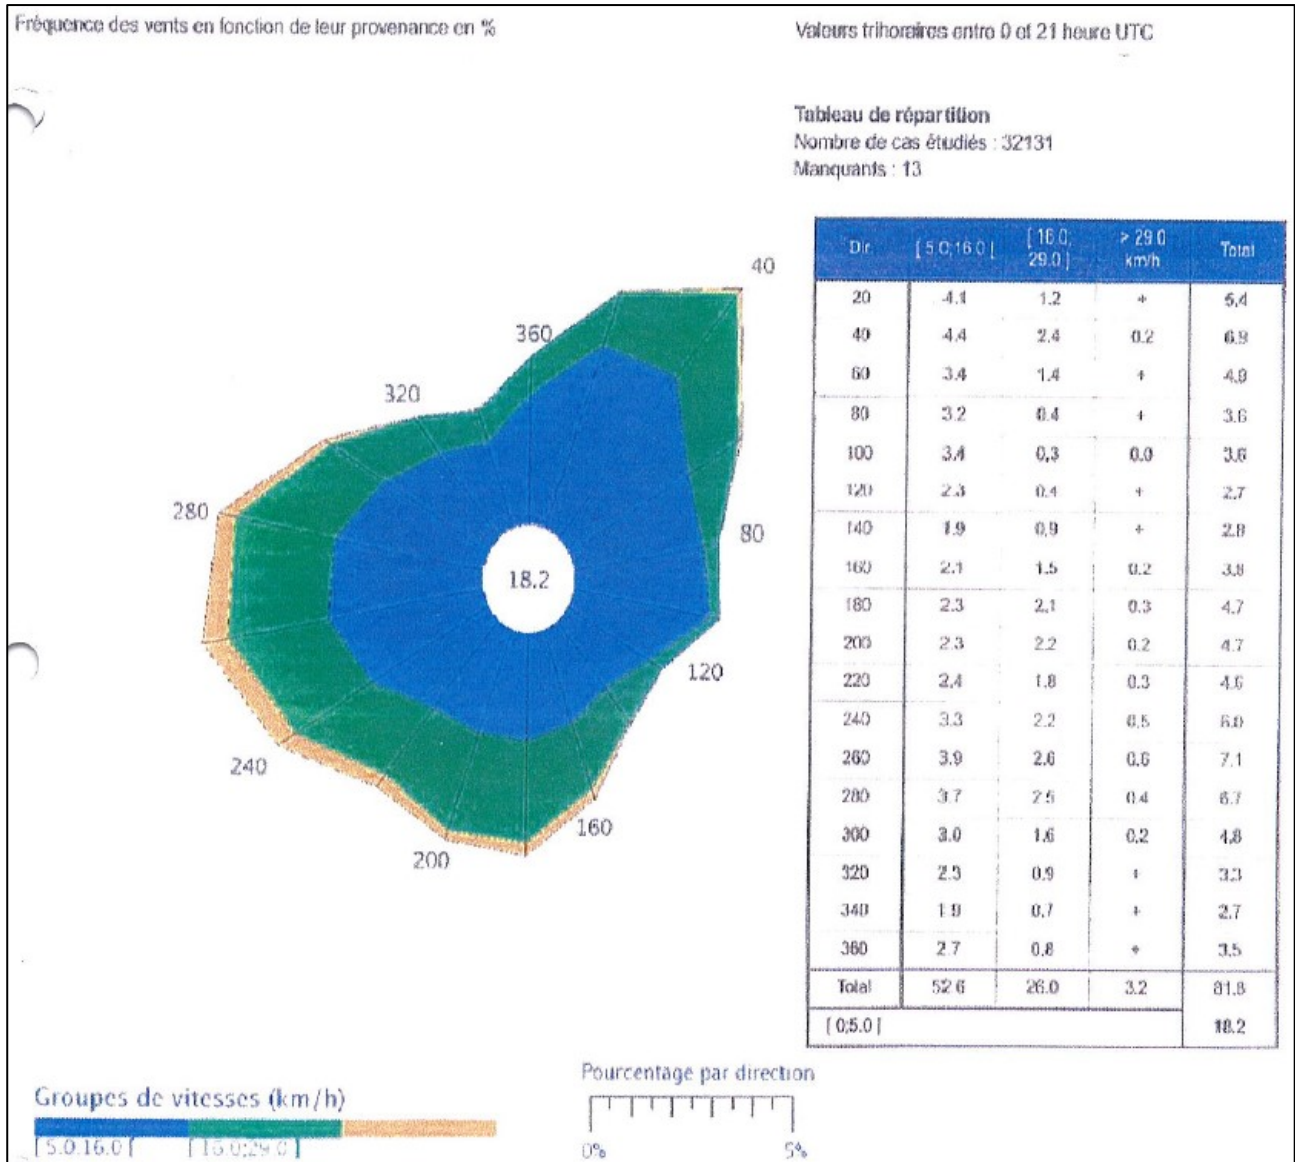 Fréquence des vents en fonction de leur provenance en %
Valeurs trihoraires entre 0 et 21 heure UTC
Tableau de répartition
Nombre de cas étudiés : 32131
Manquants : 13
Dir. [ 5.0;16.0 [ [ 16.0; 29.0 ] > 29.0 km/h Total
20 4.1 1.2 + 5.4
40 4.4 2.4 0.2 6.9
60 3.4 1.4 + 4.9
80 3.2 0.4 + 3.6
100 3.4 0.3 0.0 3.6
120 2.3 0.4 + 2.7
140 1.9 0.9 + 2.8
160 2.1 1.5 0.2 3.8
180 2.3 2.1 0.3 4.7
200 2.3 2.2 0.2 4.7
220 2.4 1.8 0.3 4.6
240 3.3 2.2 0.5 6.0
260 3.9 2.6 0.6 7.1
280 3.7 2.5 0.4 6.7
300 3.0 1.6 0.2 4.8
320 2.3 0.9 + 3.3
340 1.9 0.7 + 2.7
360 2.7 0.8 + 3.5
Total 52.6 26.0 3.2 81.8
[ 0;5.0 [ 18.2
40
360
320
280
80
18.2
120
240
160
200
Groupes de vitesses (km/h)
[ 5.0;16.0 [ [ 16.0;29.0 ]
Pourcentage par direction
0% 5%